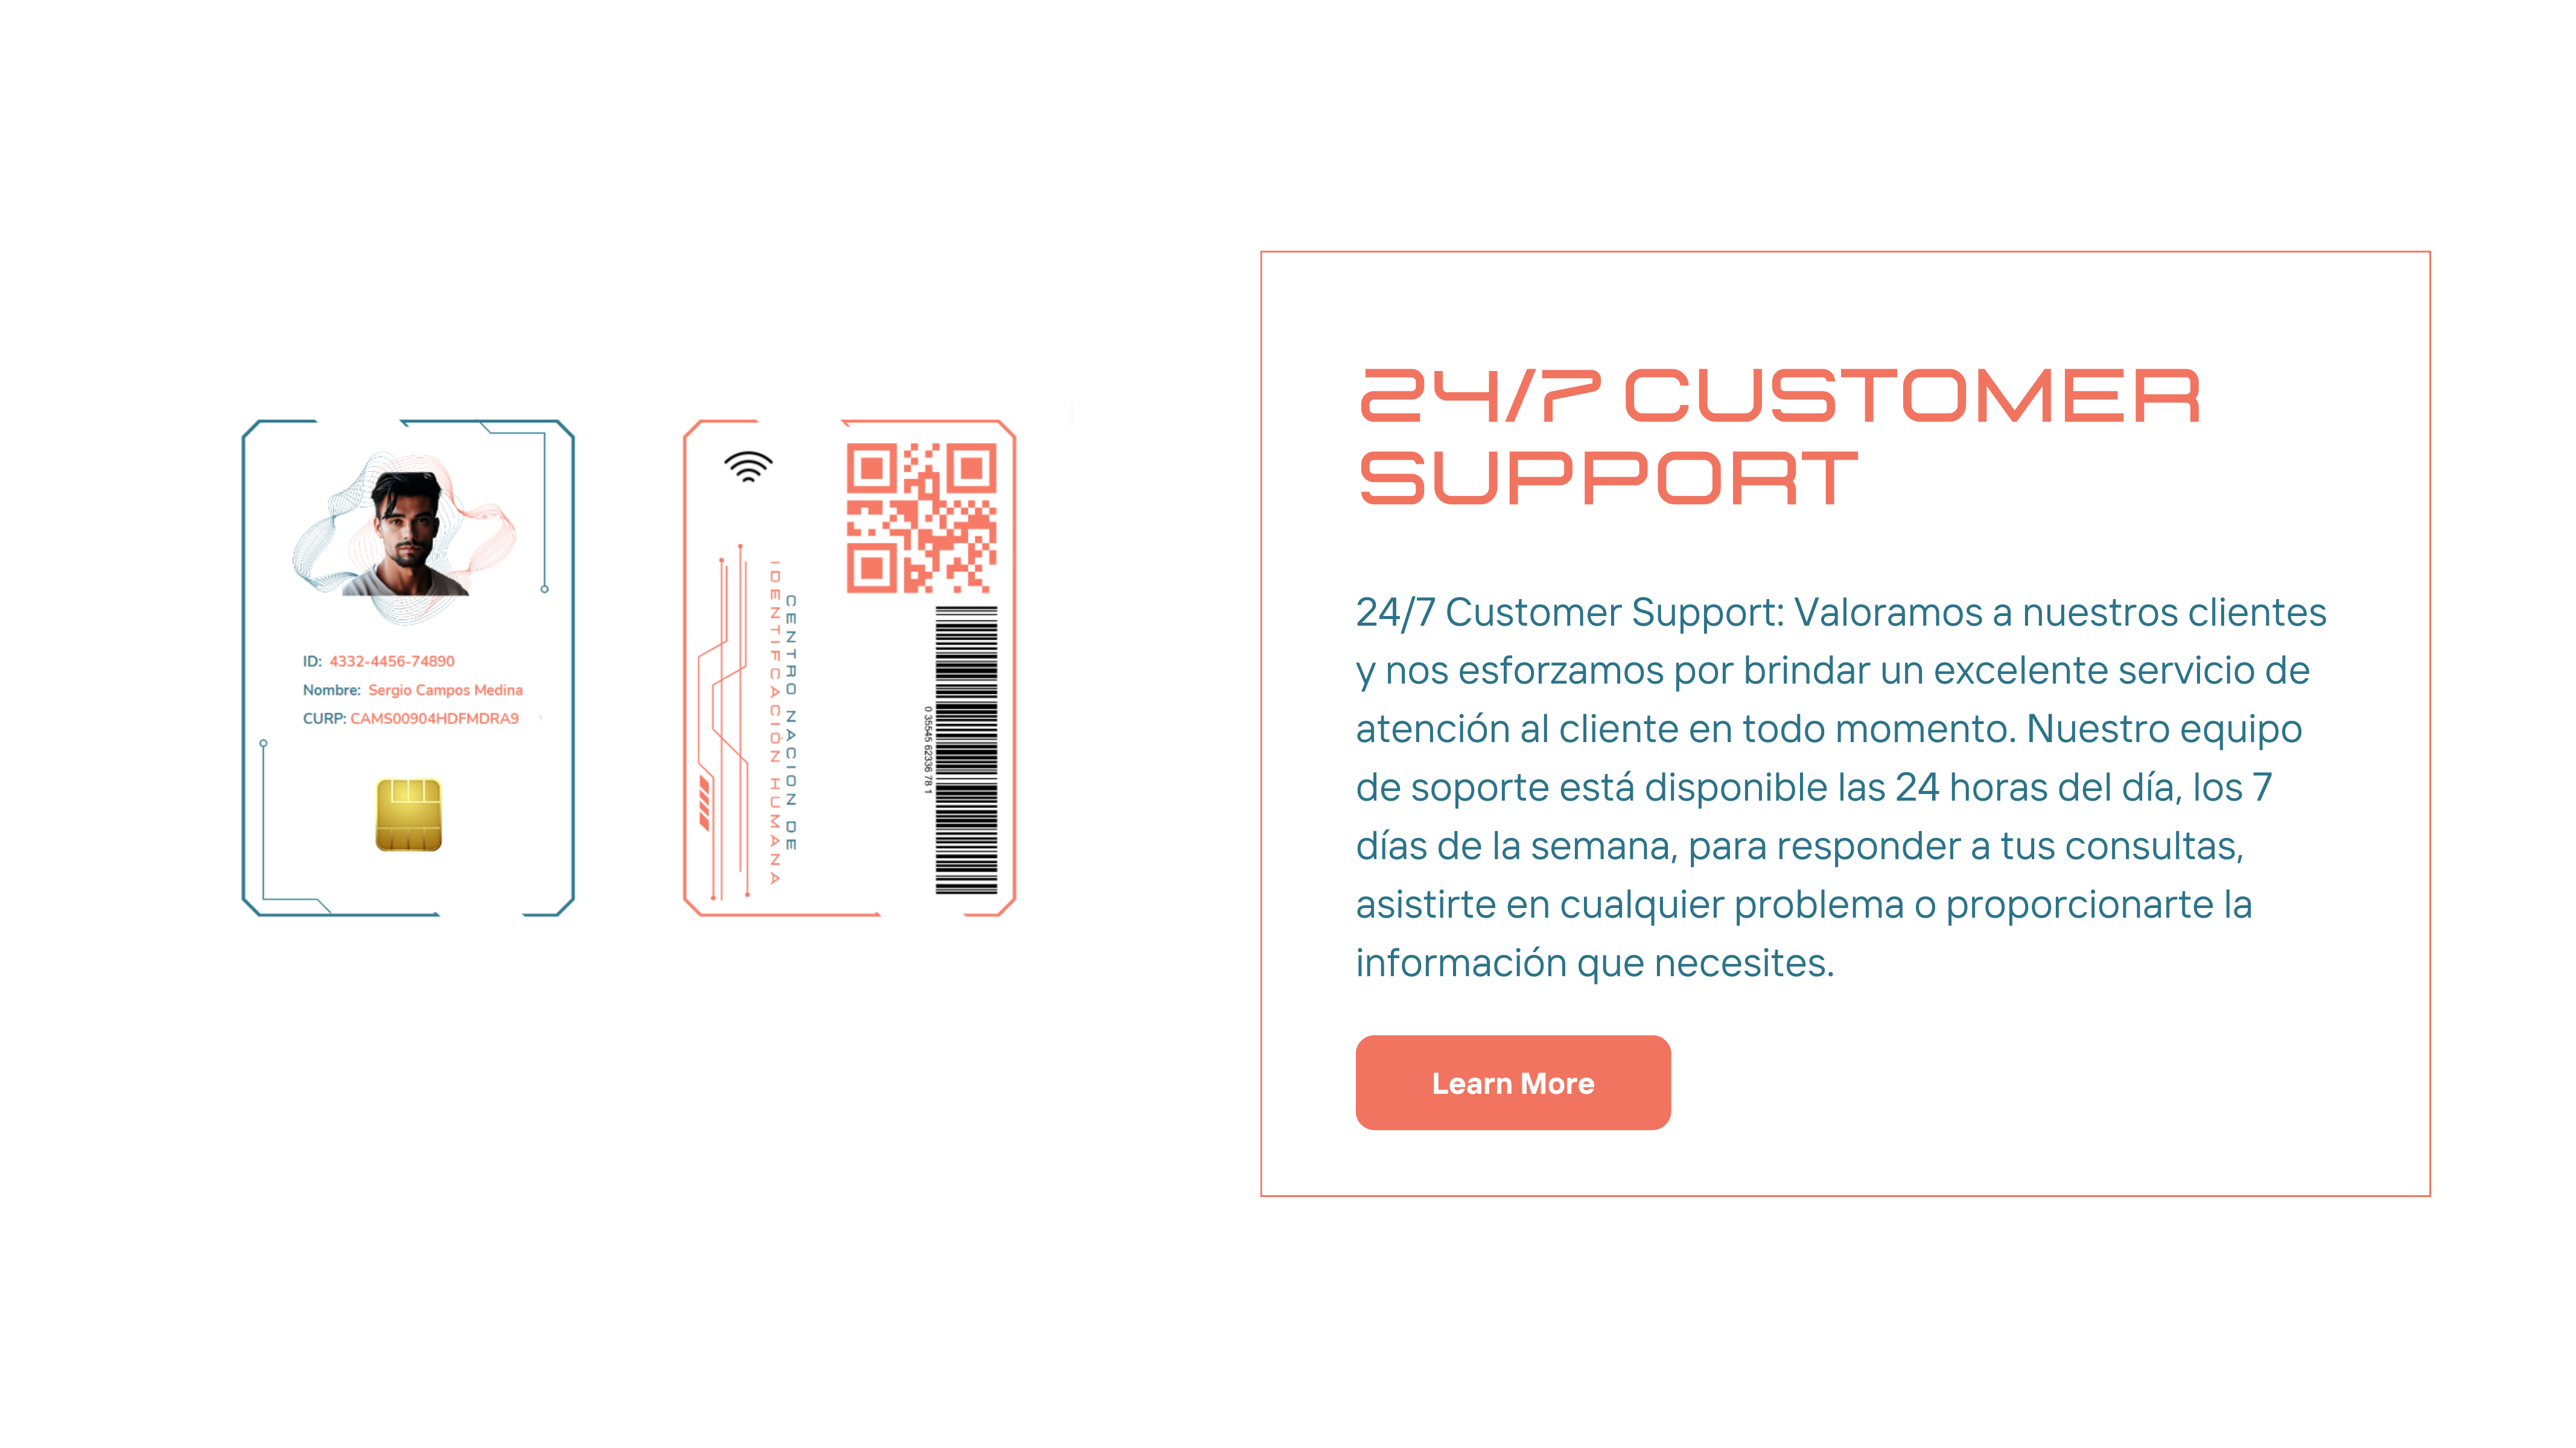 ID: 4332-4456-74890
Nombre: Sergio Campos Medina
CURP: CAMS00904HDFMDRA9
CENTRO NACION DE
IDENTIFCACIÓN HUMANA
0 35545 62336 78 1
24/7 CUSTOMER
SUPPORT
24/7 Customer Support: Valoramos a nuestros clientes
y nos esforzamos por brindar un excelente servicio de
atención al cliente en todo momento. Nuestro equipo
de soporte está disponible las 24 horas del día, los 7
días de la semana, para responder a tus consultas,
asistirte en cualquier problema o proporcionarte la
información que necesites.
Learn More